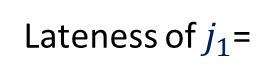 Lateness of j₁=